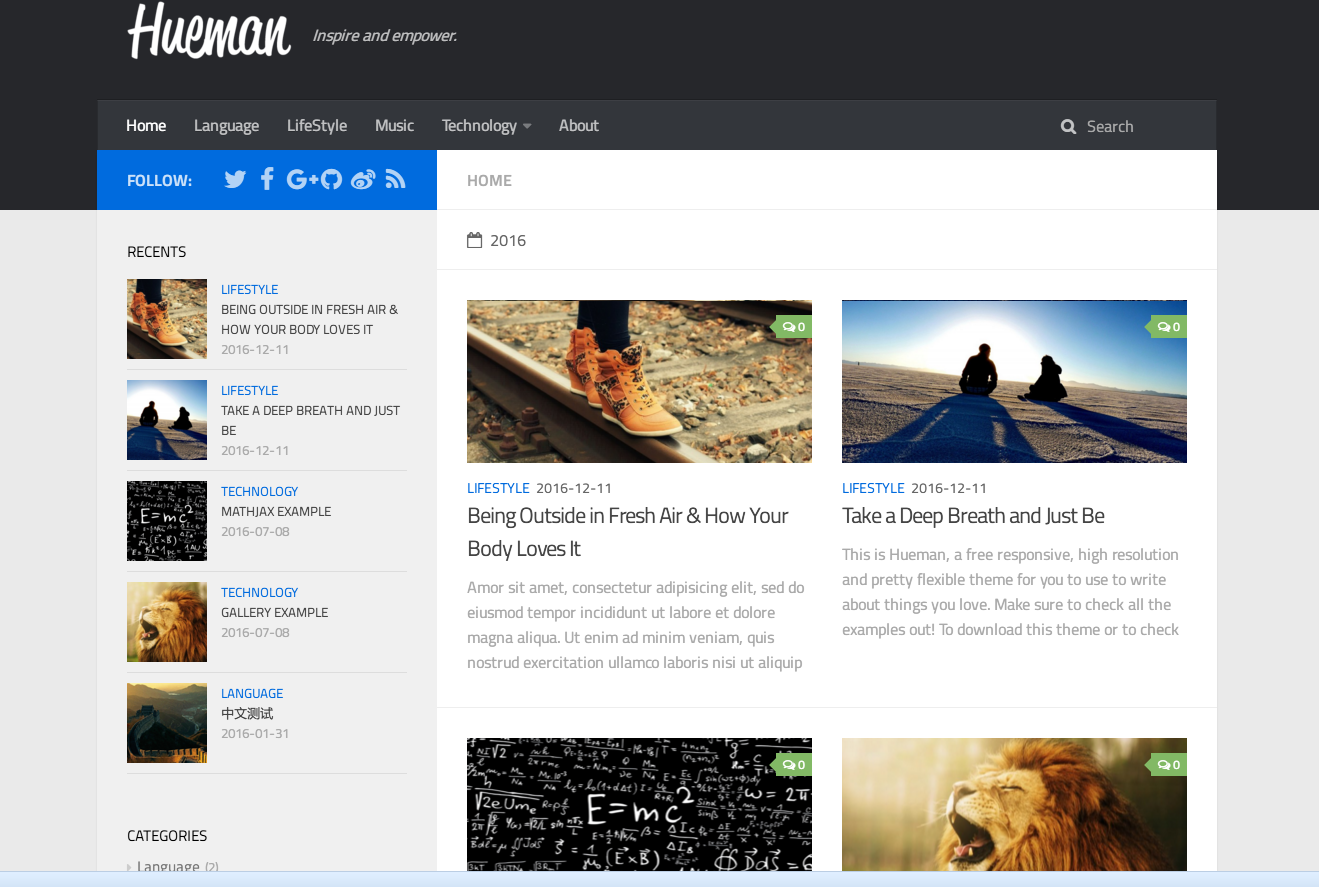 Hueman
Inspire and empower.
Home Language LifeStyle Music Technology About Search
FOLLOW:
HOME
2016
RECENTS
LIFESTYLE
BEING OUTSIDE IN FRESH AIR &
HOW YOUR BODY LOVES IT
2016-12-11
LIFESTYLE
TAKE A DEEP BREATH AND JUST
BE
2016-12-11
TECHNOLOGY
MATHJAX EXAMPLE
2016-07-08
TECHNOLOGY
GALLERY EXAMPLE
2016-07-08
LANGUAGE
中文测试
2016-01-31
CATEGORIES
Language (2)
0
LIFESTYLE 2016-12-11
Being Outside in Fresh Air & How Your
Body Loves It
Amor sit amet, consectetur adipisicing elit, sed do
eiusmod tempor incididunt ut labore et dolore
magna aliqua. Ut enim ad minim veniam, quis
nostrud exercitation ullamco laboris nisi ut aliquip
0
LIFESTYLE 2016-12-11
Take a Deep Breath and Just Be
This is Hueman, a free responsive, high resolution
and pretty flexible theme for you to use to write
about things you love. Make sure to check all the
examples out! To download this theme or to check
0
E=mc²
0